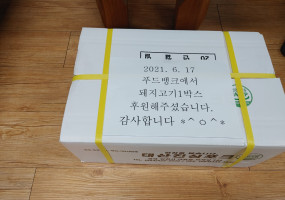 2021. 6. 17
푸드뱅크에서
돼지고기1박스
후원해주셨습니다.
감사합니다 *^ㅇ^*